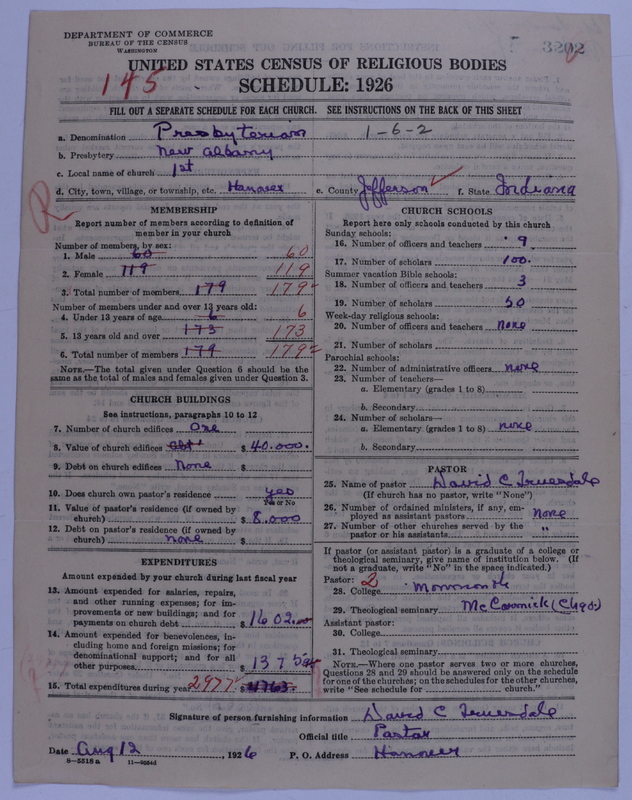 DEPARTMENT OF COMMERCE
BUREAU OF THE CENSUS
WASHINGTON
3202
UNITED STATES CENSUS OF RELIGIOUS BODIES
145
SCHEDULE: 1926
FILL OUT A SEPARATE SCHEDULE FOR EACH CHURCH. SEE INSTRUCTIONS ON THE BACK OF THIS SHEET
a. Denomination Presbyterian 1-6-2
b. Presbytery New Albany
c. Local name of church 1st
d. City, town, village, or township, etc. Hanover e. County Jefferson f. State Indiana
MEMBERSHIP
Report number of members according to definition of
member in your church
Number of members, by sex:
1. Male 60 60
2. Female 119 119
3. Total number of members 179 179
Number of members under and over 13 years old:
4. Under 13 years of age 6 6
5. 13 years old and over 173 173
6. Total number of members 179 179
NOTE.—The total given under Question 6 should be
same as the total of males and females given under Question 3.
CHURCH BUILDINGS
See instructions, paragraphs 10 to 12
7. Number of church edifices One
8. Value of church edifices Abt $ 40.000.
9. Debt on church edifices None $
10. Does church own pastor's residence yes
Yes or No
11. Value of pastor's residence (if owned by
church) $ 8.000
12. Debt on pastor's residence (if owned by
church) none $
EXPENDITURES
Amount expended by your church during last fiscal year
13. Amount expended for salaries, repairs,
and other running expenses; for im-
provements or new buildings; and for
payments on church debt $ 1602.00
14. Amount expended for benevolences, in-
cluding home and foreign missions; for
denominational support; and for all
other purposes $ 1375
15. Total expenditures during year 2977 $ 4763.
CHURCH SCHOOLS
Report here only schools conducted by this church
Sunday schools:
16. Number of officers and teachers 9
17. Number of scholars 100.
Summer vacation Bible schools:
18. Number of officers and teachers 3
19. Number of scholars 50
Week-day religious schools:
20. Number of officers and teachers none
21. Number of scholars
Parochial schools:
22. Number of administrative officers none
23. Number of teachers—
a. Elementary (grades 1 to 8)
b. Secondary
24. Number of scholars—
a. Elementary (grades 1 to 8) none
b. Secondary
PASTOR
25. Name of pastor David C Truesdale
(If church has no pastor, write "None")
26. Number of ordained ministers, if any, em-
ployed as assistant pastors None
27. Number of other churches served by the
pastor or his assistants "
If pastor (or assistant pastor) is a graduate of a college or
theological seminary, give name of institution below. (If
not a graduate, write "No" in the space indicated.)
Pastor: 2
28. College Monmouth
29. Theological seminary McCormick (Chgo.)
Assistant pastor:
30. College
31. Theological seminary
NOTE.—Where one pastor serves two or more churches,
Questions 28 and 29 should be answered only on the schedule
for one of the churches; on the schedules for the other churches,
write "See schedule for church."
Signature of person furnishing information David C Truesdale
Official title Pastor
Date Aug 12, 1926 P. O. Address Hanover
8-5518a 11-9034d